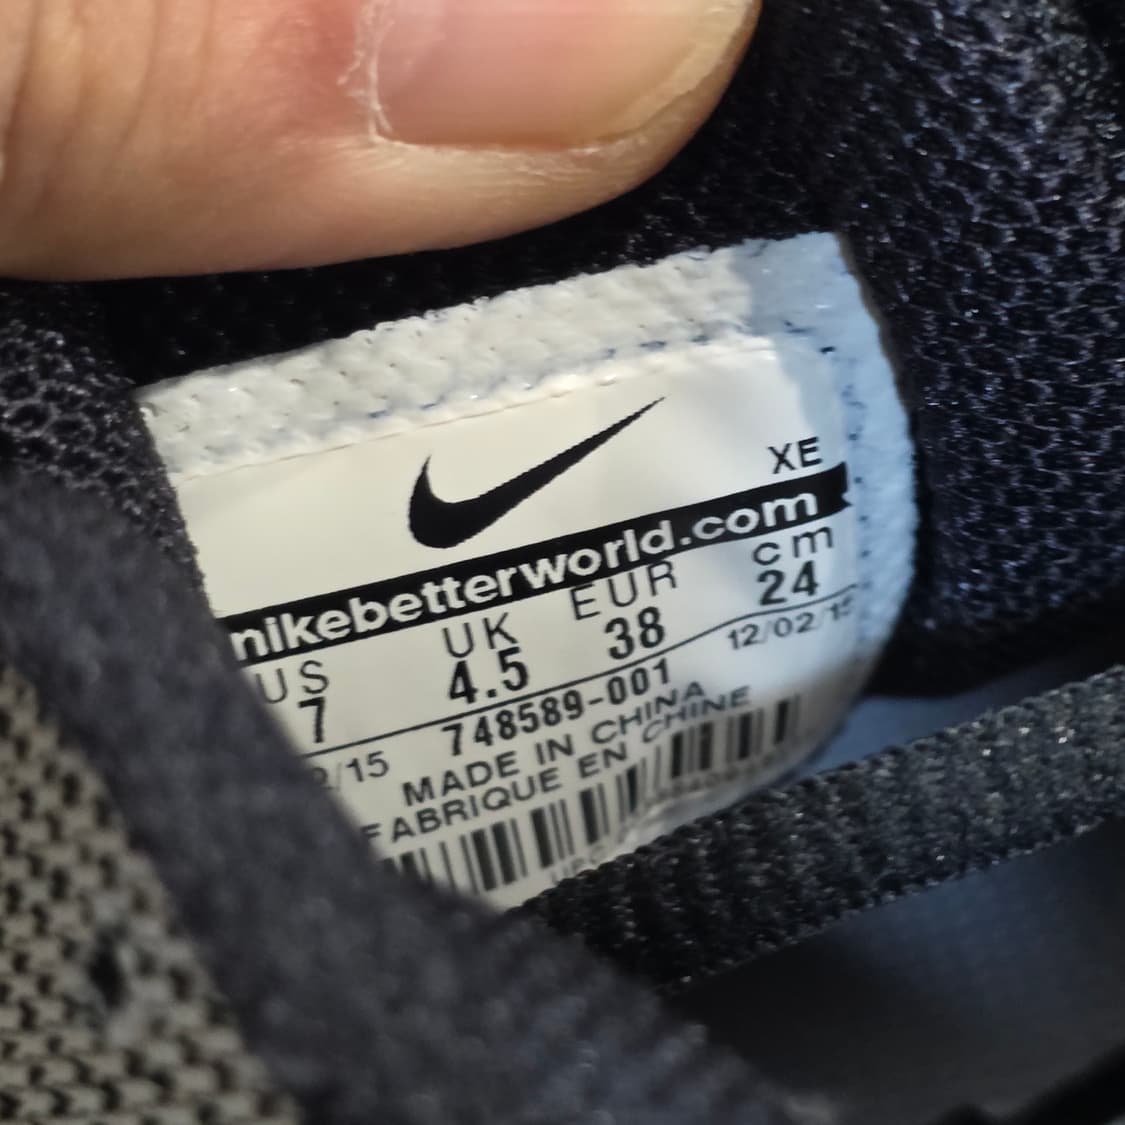 XE
nikebetterworld.com
US UK EUR cm
7 4.5 38 24
748589-001 12/02/15
/15
MADE IN CHINA
FABRIQUE EN CHINE
UPC